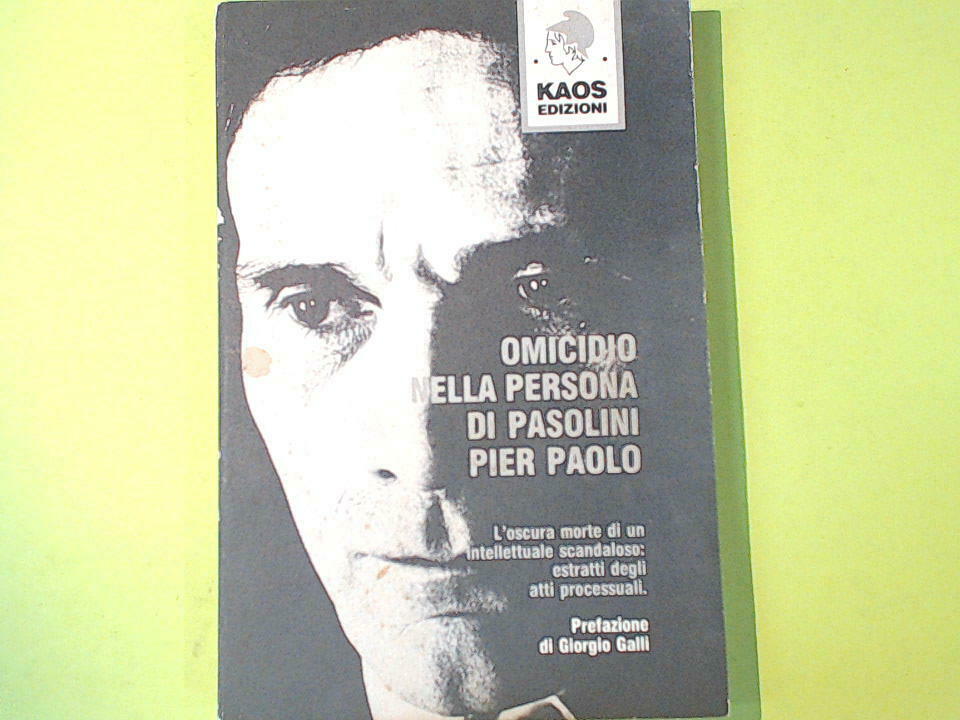 KAOS
EDIZIONI
OMICIDIO
NELLA PERSONA
DI PASOLINI
PIER PAOLO
L'oscura morte di un
intellettuale scandaloso:
estratti degli
atti processuali.
Prefazione
di Giorgio Galli